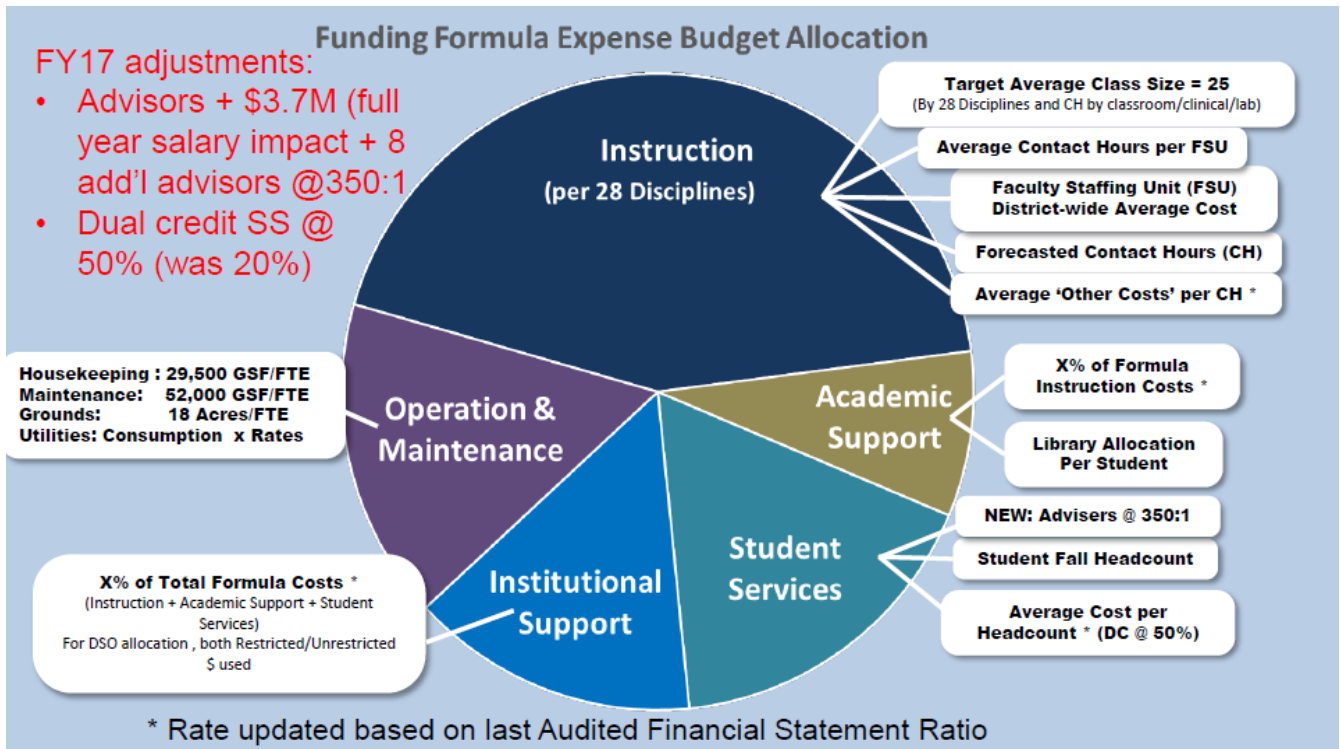 Funding Formula Expense Budget Allocation
FY17 adjustments:
• Advisors + $3.7M (full
year salary impact + 8
add'l advisors @350:1
• Dual credit SS @
50% (was 20%)
Instruction
(per 28 Disciplines)
Target Average Class Size = 25
(By 28 Disciplines and CH by classroom/clinical/lab)
Average Contact Hours per FSU
Faculty Staffing Unit (FSU)
District-wide Average Cost
Forecasted Contact Hours (CH)
Average ‘Other Costs’ per CH *
Academic
Support
X% of Formula
Instruction Costs *
Library Allocation
Per Student
Student
Services
NEW: Advisers @ 350:1
Student Fall Headcount
Average Cost per
Headcount * (DC @ 50%)
Institutional
Support
X% of Total Formula Costs *
(Instruction + Academic Support + Student
Services)
For DSO allocation , both Restricted/Unrestricted
$ used
Operation &
Maintenance
Housekeeping : 29,500 GSF/FTE
Maintenance: 52,000 GSF/FTE
Grounds: 18 Acres/FTE
Utilities: Consumption x Rates
* Rate updated based on last Audited Financial Statement Ratio